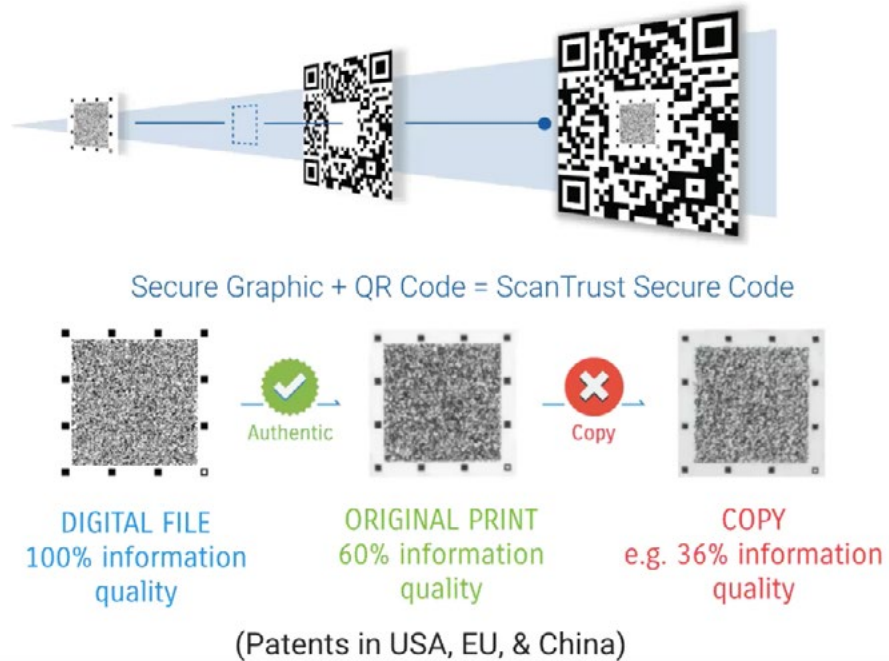 Secure Graphic + QR Code = ScanTrust Secure Code
Authentic
Copy
DIGITAL FILE
100% information
quality
ORIGINAL PRINT
60% information
quality
COPY
e.g. 36% information
quality
(Patents in USA, EU, & China)